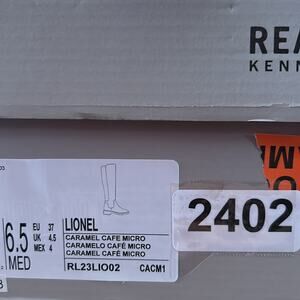 REA
KENN
03
6.5
MED
EU 37
UK 4.5
MEX 4
LIONEL
CARAMEL CAFE MICRO
CARAMELO CAFÉ MICRO
CARAMEL CAFÉ MICRO
RL23LIO02 CACM1
2402